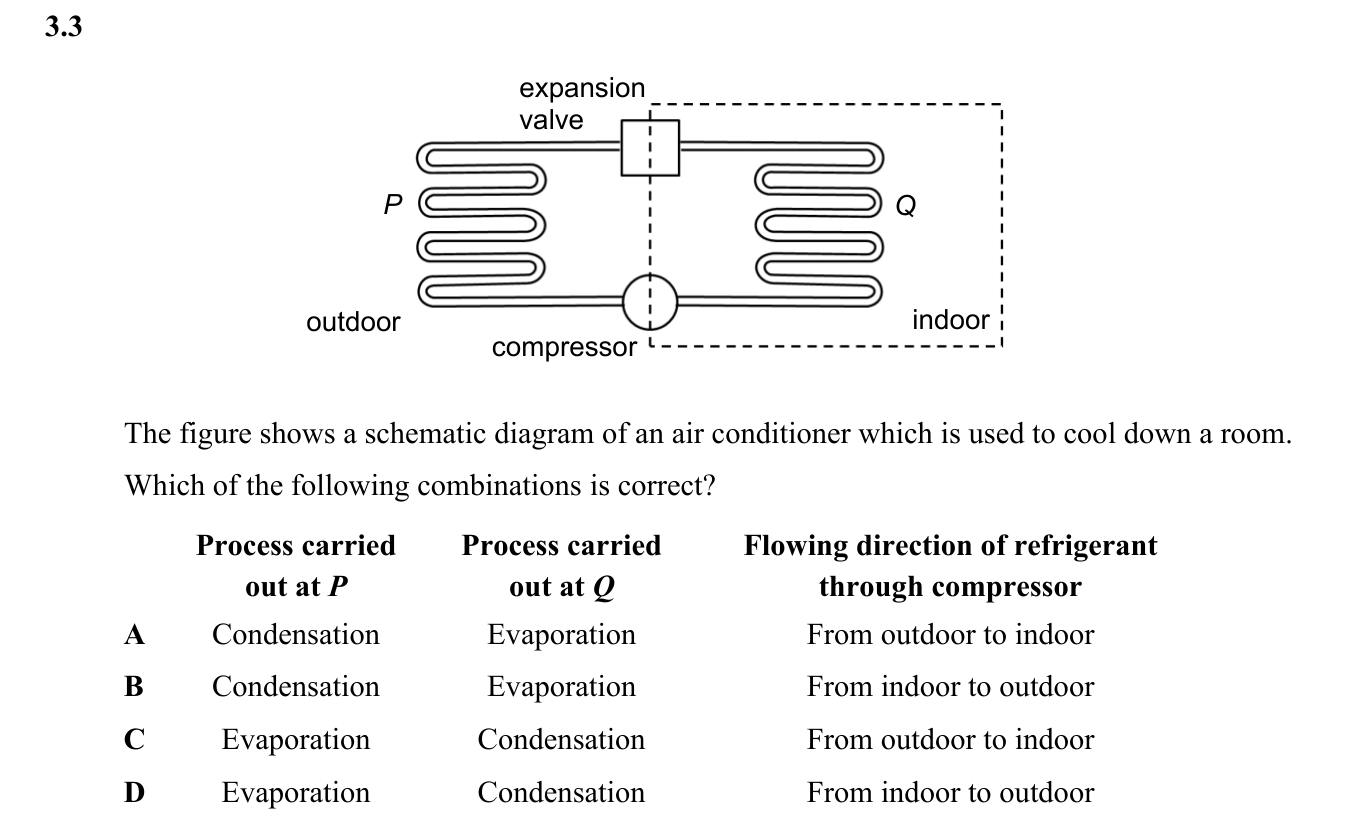 3.3
expansion
valve
P
Q
outdoor
indoor
compressor
The figure shows a schematic diagram of an air conditioner which is used to cool down a room.
Which of the following combinations is correct?
Process carried Process carried Flowing direction of refrigerant
out at P out at Q through compressor
A Condensation Evaporation From outdoor to indoor
B Condensation Evaporation From indoor to outdoor
C Evaporation Condensation From outdoor to indoor
D Evaporation Condensation From indoor to outdoor